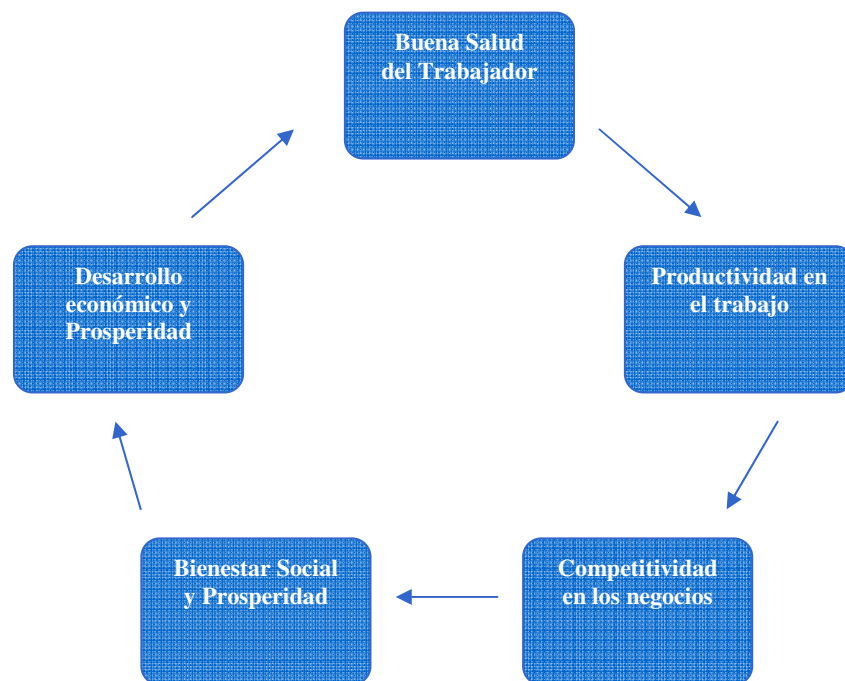 Buena Salud
del Trabajador
Productividad en
el trabajo
Competitividad
en los negocios
Bienestar Social
y Prosperidad
Desarrollo
económico y
Prosperidad